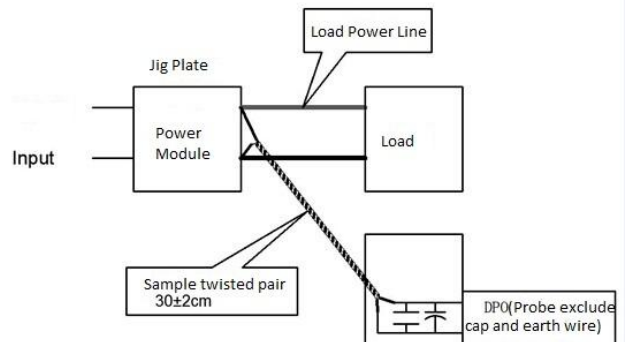 Load Power Line
Jig Plate
Power
Module
Load
Input
Sample twisted pair
30±2cm
DPO(Probe exclude
cap and earth wire)